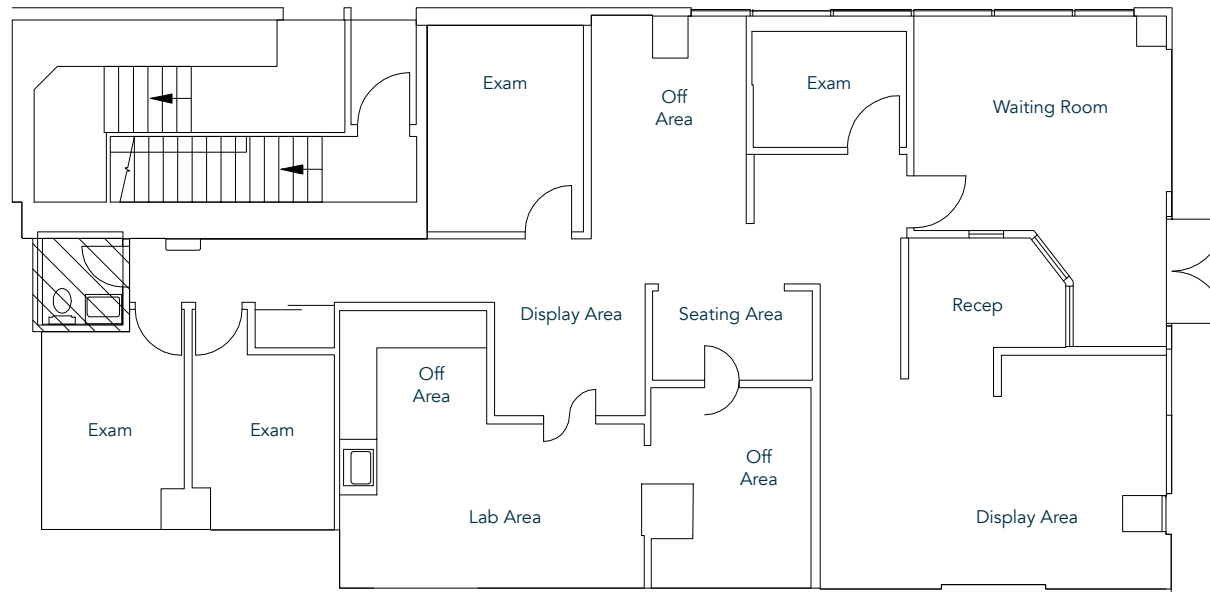 Exam
Off
Area
Exam
Waiting Room
Display Area
Seating Area
Recep
Off
Area
Exam
Exam
Off
Area
Lab Area
Display Area